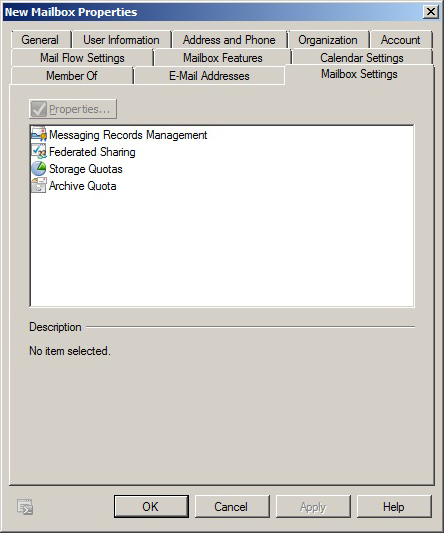 New Mailbox Properties
General User Information Address and Phone Organization Account
Mail Flow Settings Mailbox Features Calendar Settings
Member Of E-Mail Addresses Mailbox Settings
Properties...
Messaging Records Management
Federated Sharing
Storage Quotas
Archive Quota
Description
No item selected.
OK Cancel Apply Help